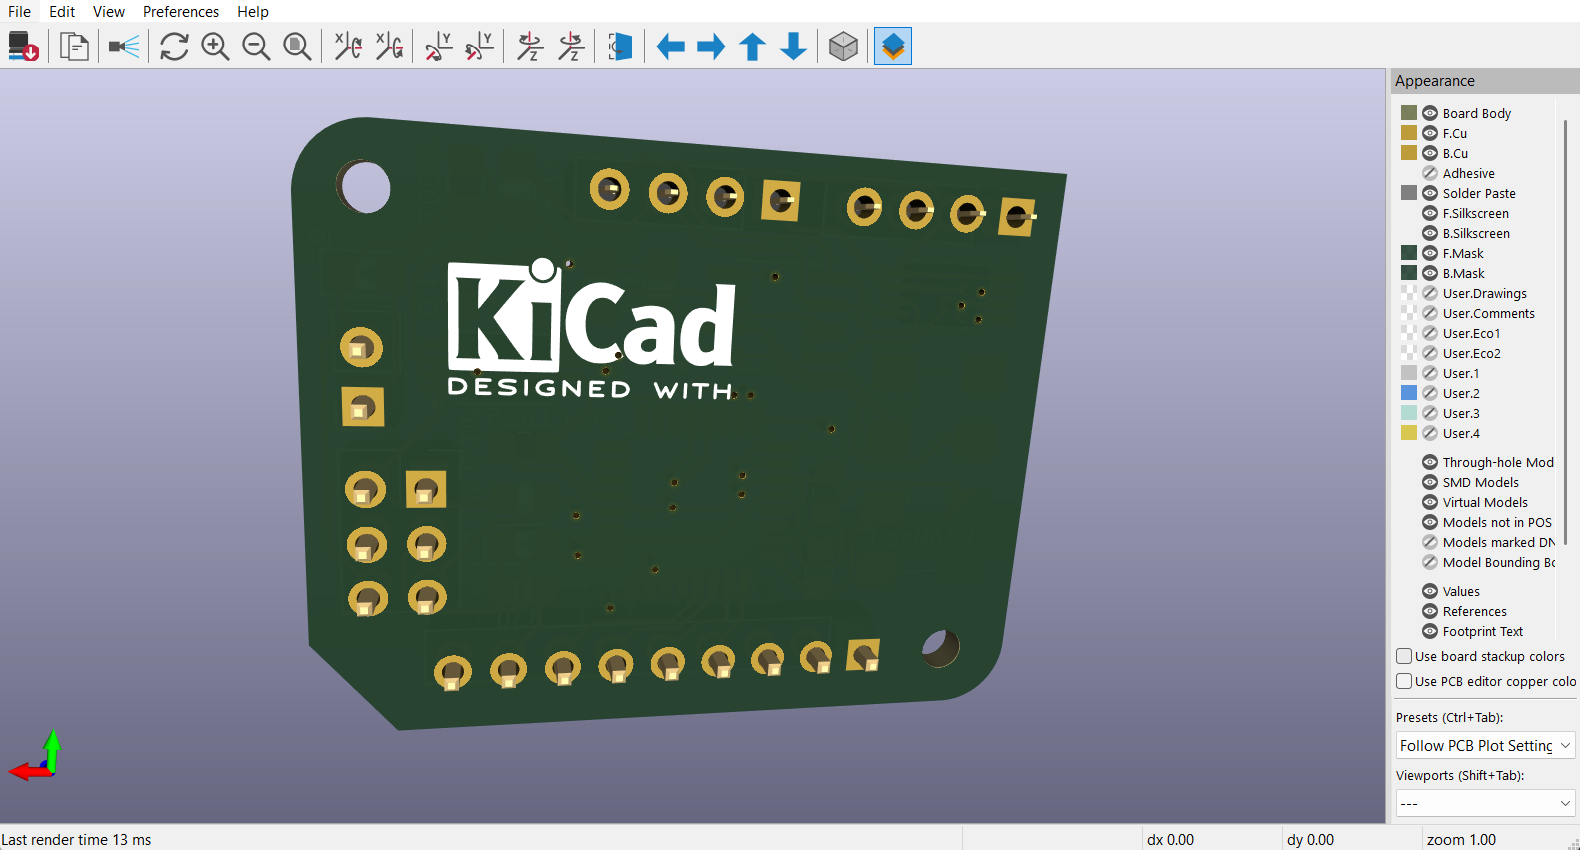 File Edit View Preferences Help
Appearance
Board Body
F.Cu
B.Cu
Adhesive
Solder Paste
F.Silkscreen
B.Silkscreen
F.Mask
B.Mask
User.Drawings
User.Comments
User.Eco1
User.Eco2
User.1
User.2
User.3
User.4
Through-hole Mod
SMD Models
Virtual Models
Models not in POS
Models marked DN
Model Bounding Bo
Values
References
Footprint Text
Use board stackup colors
Use PCB editor copper colo
Presets (Ctrl+Tab):
Follow PCB Plot Setting
Viewports (Shift+Tab):
---
KiCad
DESIGNED WITH
X
X
Y
Y
Z
Z
Last render time 13 ms
dx 0.00
dy 0.00
zoom 1.00